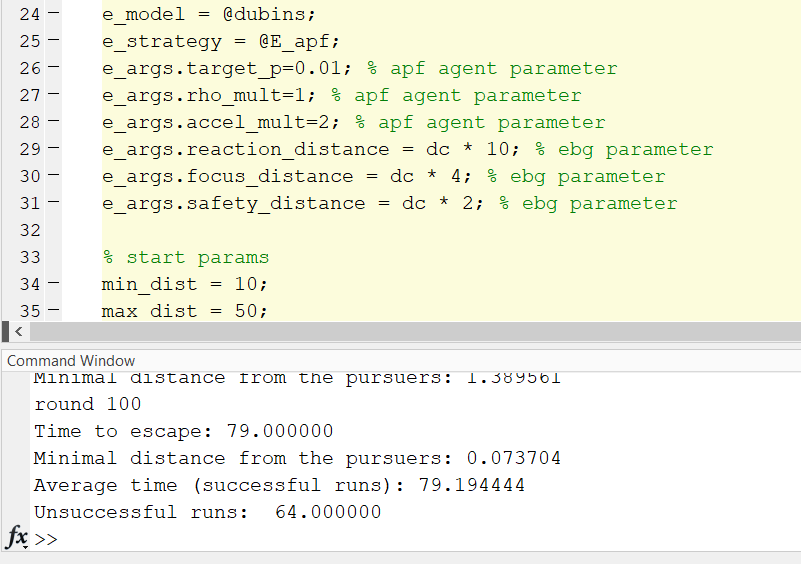 24 – e_model = @dubins;
25 – e_strategy = @E_apf;
26 – e_args.target_p=0.01; % apf agent parameter
27 – e_args.rho_mult=1; % apf agent parameter
28 – e_args.accel_mult=2; % apf agent parameter
29 – e_args.reaction_distance = dc * 10; % ebg parameter
30 – e_args.focus_distance = dc * 4; % ebg parameter
31 – e_args.safety_distance = dc * 2; % ebg parameter
32
33 % start params
34 – min_dist = 10;
35 – max dist = 50;
Command Window
Minimal distance from the pursuers: 1.389561
round 100
Time to escape: 79.000000
Minimal distance from the pursuers: 0.073704
Average time (successful runs): 79.194444
Unsuccessful runs:  64.000000
fx >>